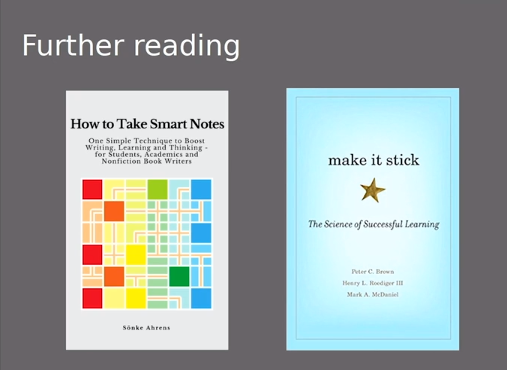 Further reading
How to Take Smart Notes
One Simple Technique to Boost
Writing, Learning and Thinking -
for Students, Academics and
Nonfiction Book Writers
Sönke Ahrens
make it stick
The Science of Successful Learning
Peter C. Brown
Henry L. Roediger III
Mark A. McDaniel